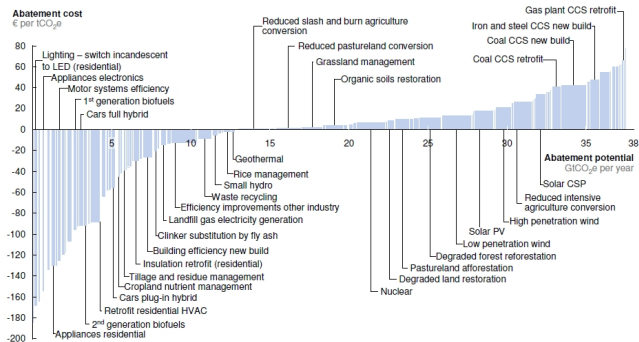 Abatement cost
€ per tCO2e
Gas plant CCS retrofit
Reduced slash and burn agriculture
conversion
Iron and steel CCS new build
80
Lighting – switch incandescent
to LED (residential)
Reduced pastureland conversion
Coal CCS new build
60
Appliances electronics
Grassland management
Coal CCS retrofit
Motor systems efficiency
Organic soils restoration
40
1st generation biofuels
20
Cars full hybrid
0
5
10
15
20
25
30
35
38
Abatement potential
GtCO2e per year
-20
Geothermal
-40
Rice management
Solar CSP
Small hydro
-60
Waste recycling
Reduced intensive
agriculture conversion
Efficiency improvements other industry
-80
Landfill gas electricity generation
High penetration wind
Solar PV
-100
Clinker substitution by fly ash
Low penetration wind
Building efficiency new build
Degraded forest reforestation
-120
Insulation retrofit (residential)
Pastureland afforestation
Tillage and residue management
Degraded land restoration
-140
Cropland nutrient management
Nuclear
-160
Cars plug-in hybrid
Retrofit residential HVAC
-180
2nd generation biofuels
Appliances residential
-200